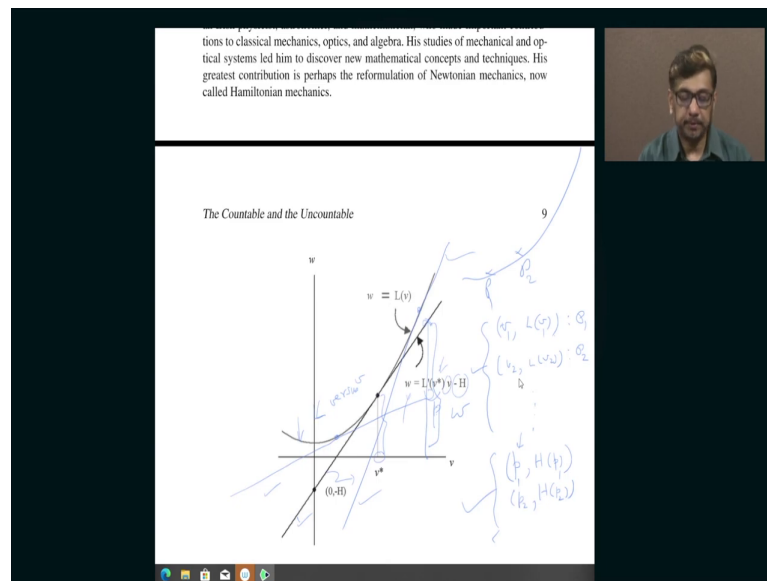 tions to classical mechanics, optics, and algebra. His studies of mechanical and op-
tical systems led him to discover new mathematical concepts and techniques. His
greatest contribution is perhaps the reformulation of Newtonian mechanics, now
called Hamiltonian mechanics.
The Countable and the Uncountable 9
w
w = L(v)
w = L'(v*) v - H
v*
v
(0,-H)
L versus v
P₁
P₂
(v₁, L(v₁)) : P₁
(v₂, L(v₂)) : P₂
(p₁, H(p₁))
(p₂, H(p₂))
p
w